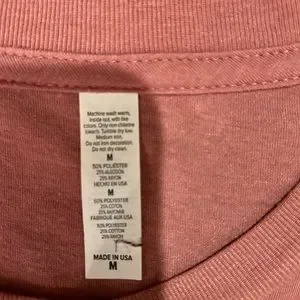 Machine wash warm,
inside out, with like
colors. Only non-chlorine
bleach. Tumble dry low.
Medium iron.
Do not iron decoration.
Do not dry clean.
M
50% POLIÉSTER
25% ALGODON
25% RAYON
HECHO EN USA
M
50% POLYESTER
25% COTON
25% RAYONNE
FABRIQUE AUX USA
50% POLYESTER
25% COTTON
25% RAYON
MADE IN USA
M